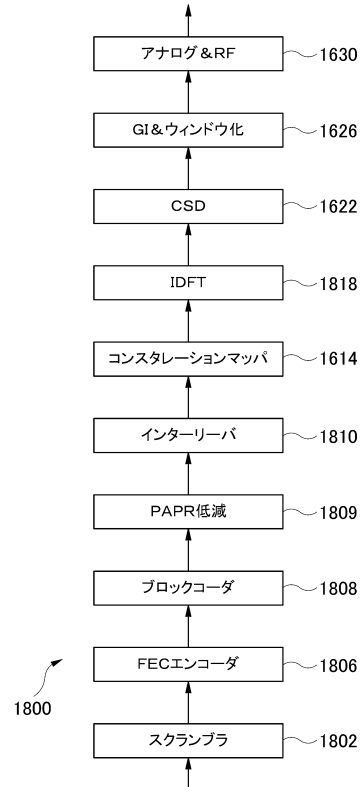 アナログ&RF 1630
GI&ウィンドウ化 1626
CSD 1622
IDFT 1818
コンスタレーションマッパ 1614
インターリーバ 1810
PAPR低減 1809
ブロックコーダ 1808
FECエンコーダ 1806
1800
スクランブラ 1802